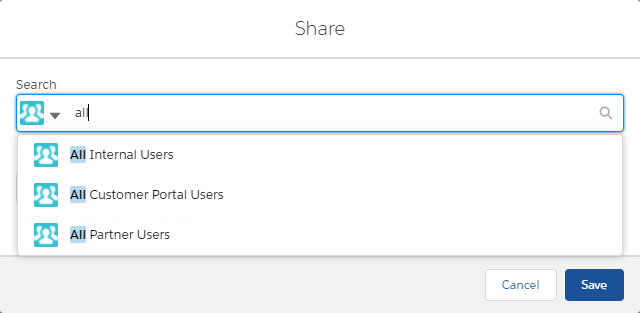 Share
Search
all
All Internal Users
All Customer Portal Users
All Partner Users
Cancel
Save